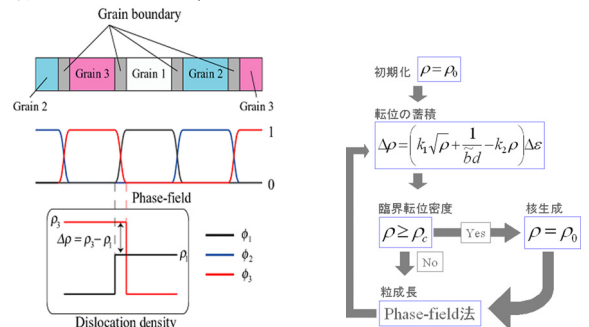 Grain boundary
Grain 3
Grain 1
Grain 2
Grain 2
Grain 3
1
0
Phase-field
ρ3
Δρ = ρ3 − ρ1
ρ1
ϕ1
ϕ2
ϕ3
Dislocation density
初期化 ρ=ρ0
転位の蓄積
Δρ=(k1√ρ+1/b̃d−k2ρ)Δε
臨界転位密度
ρ≥ρc
Yes
核生成
ρ=ρ0
No
粒成長
Phase-field法